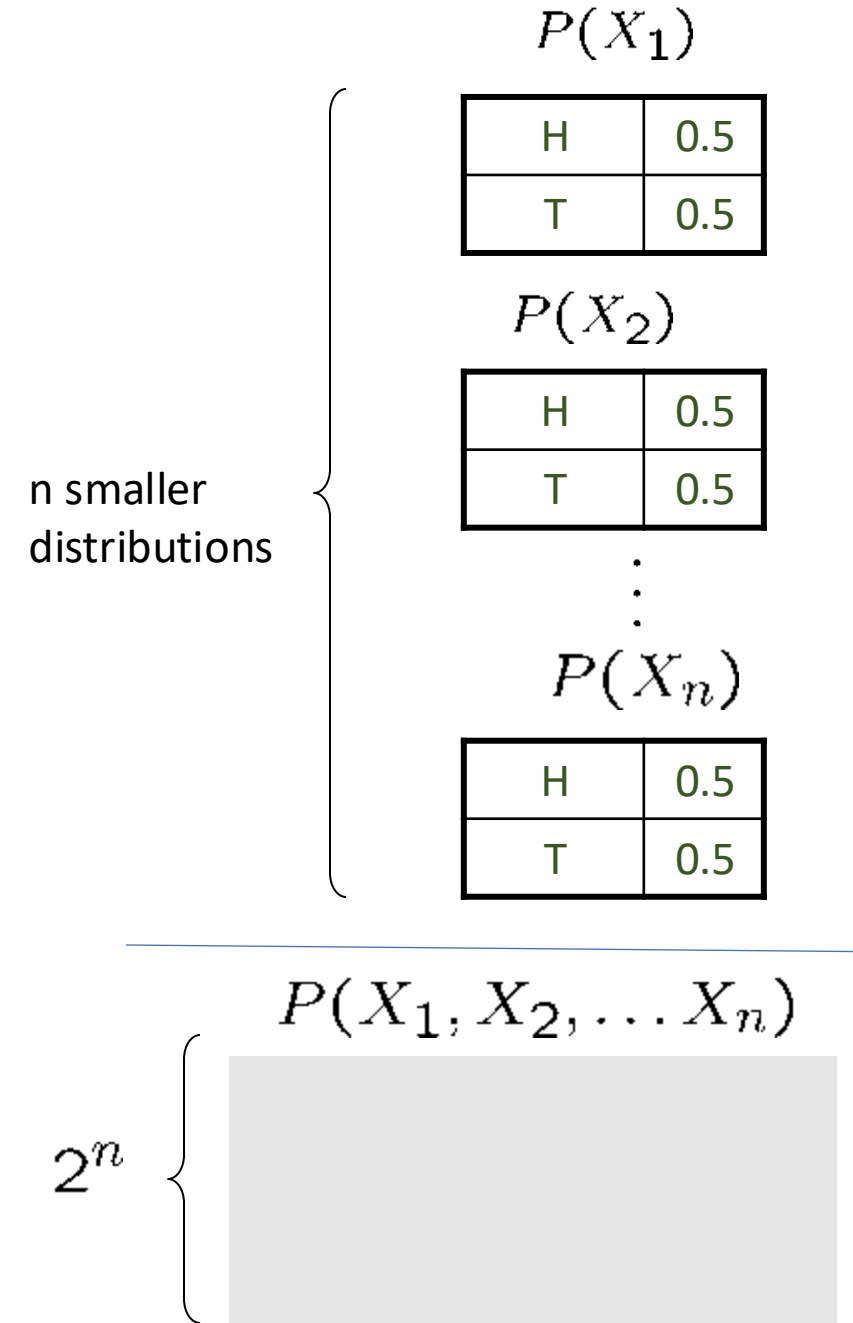 P(X₁)
H 0.5
T 0.5
P(X₂)
H 0.5
T 0.5
n smaller
distributions
⋮
P(Xₙ)
H 0.5
T 0.5
P(X₁, X₂, . . . Xₙ)
2ⁿ